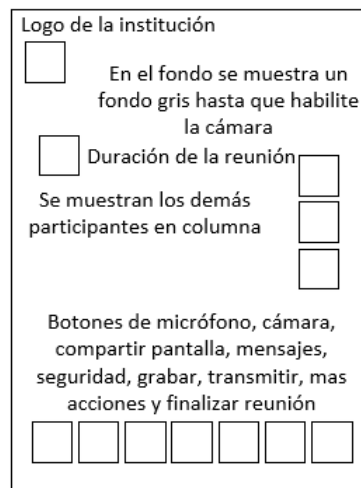 Logo de la institución
En el fondo se muestra un
fondo gris hasta que habilite
la cámara
Duración de la reunión
Se muestran los demás
participantes en columna
Botones de micrófono, cámara,
compartir pantalla, mensajes,
seguridad, grabar, transmitir, mas
acciones y finalizar reunión